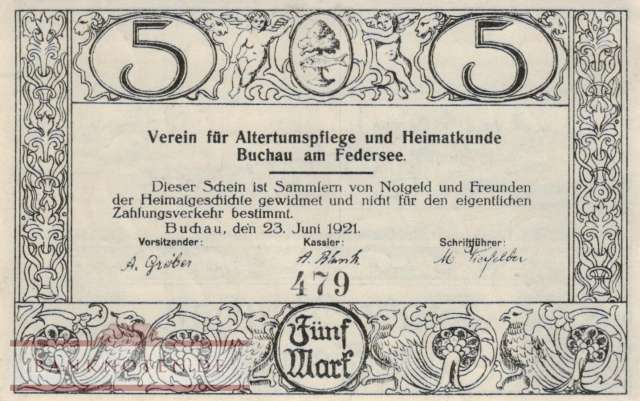 5 5
Verein für Altertumspflege und Heimatkunde
Buchau am Federsee.
Dieser Schein ist Sammlern von Notgeld und Freunden
der Heimatgeschichte gewidmet und nicht für den eigentlichen
Zahlungsverkehr bestimmt.
Buchau, den 23. Juni 1921.
Vorsitzender: Kassier: Schriftführer:
A. Gröber A. M.
479
Fünf
Mark
BANKNOTEN.DE